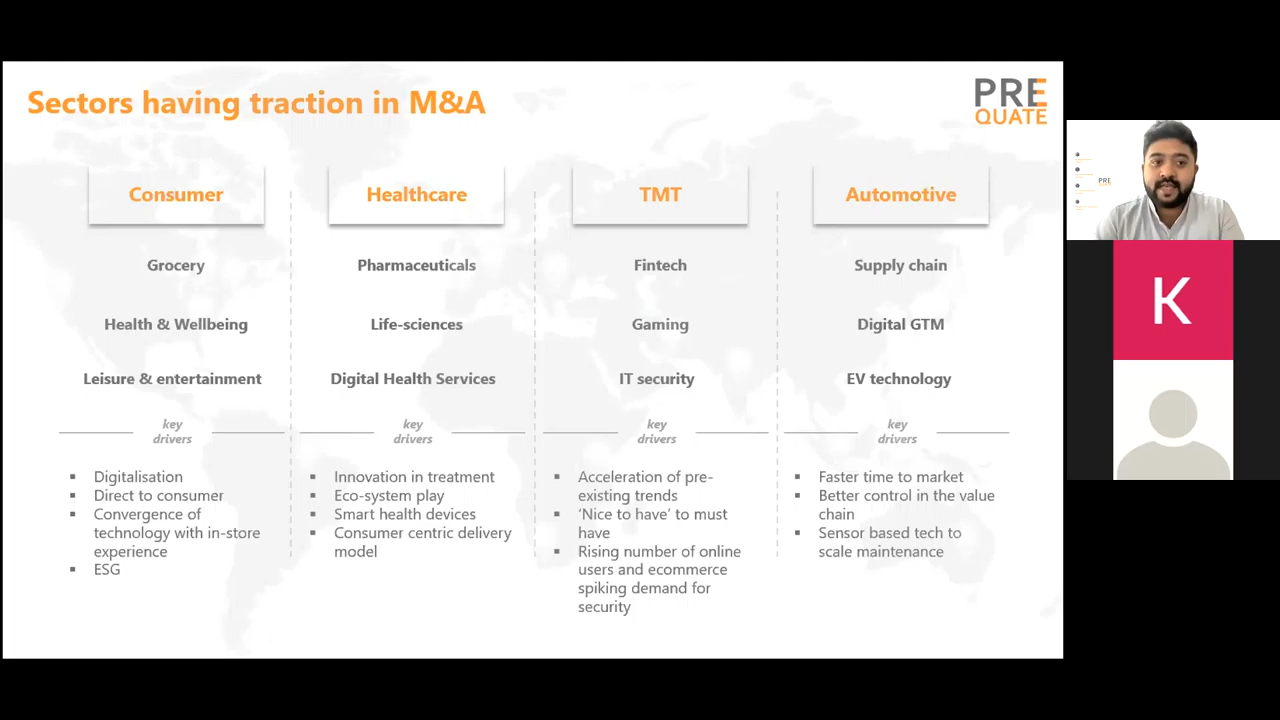 Sectors having traction in M&A
PRE
QUATE
Consumer
Healthcare
TMT
Automotive
Grocery
Pharmaceuticals
Fintech
Supply chain
Health & Wellbeing
Life-sciences
Gaming
Digital GTM
Leisure & entertainment
Digital Health Services
IT security
EV technology
key
drivers
key
drivers
key
drivers
key
drivers
▪ Digitalisation
▪ Direct to consumer
▪ Convergence of
technology with in-store
experience
▪ ESG
▪ Innovation in treatment
▪ Eco-system play
▪ Smart health devices
▪ Consumer centric delivery
model
▪ Acceleration of pre-
existing trends
▪ ‘Nice to have’ to must
have
▪ Rising number of online
users and ecommerce
spiking demand for
security
▪ Faster time to market
▪ Better control in the value
chain
▪ Sensor based tech to
scale maintenance
PRE
K